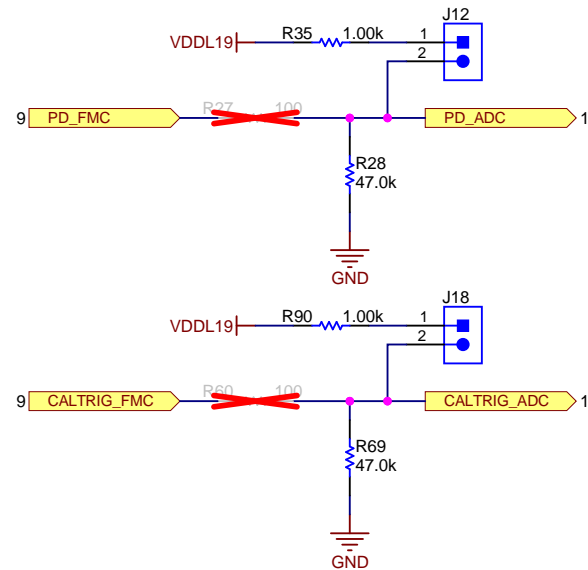 J12
R35 1.00k 1
VDDL19
2
R27 100
9 PD_FMC PD_ADC 1
R28
47.0k
GND
J18
R90 1.00k 1
VDDL19
2
R60 100
9 CALTRIG_FMC CALTRIG_ADC 1
R69
47.0k
GND